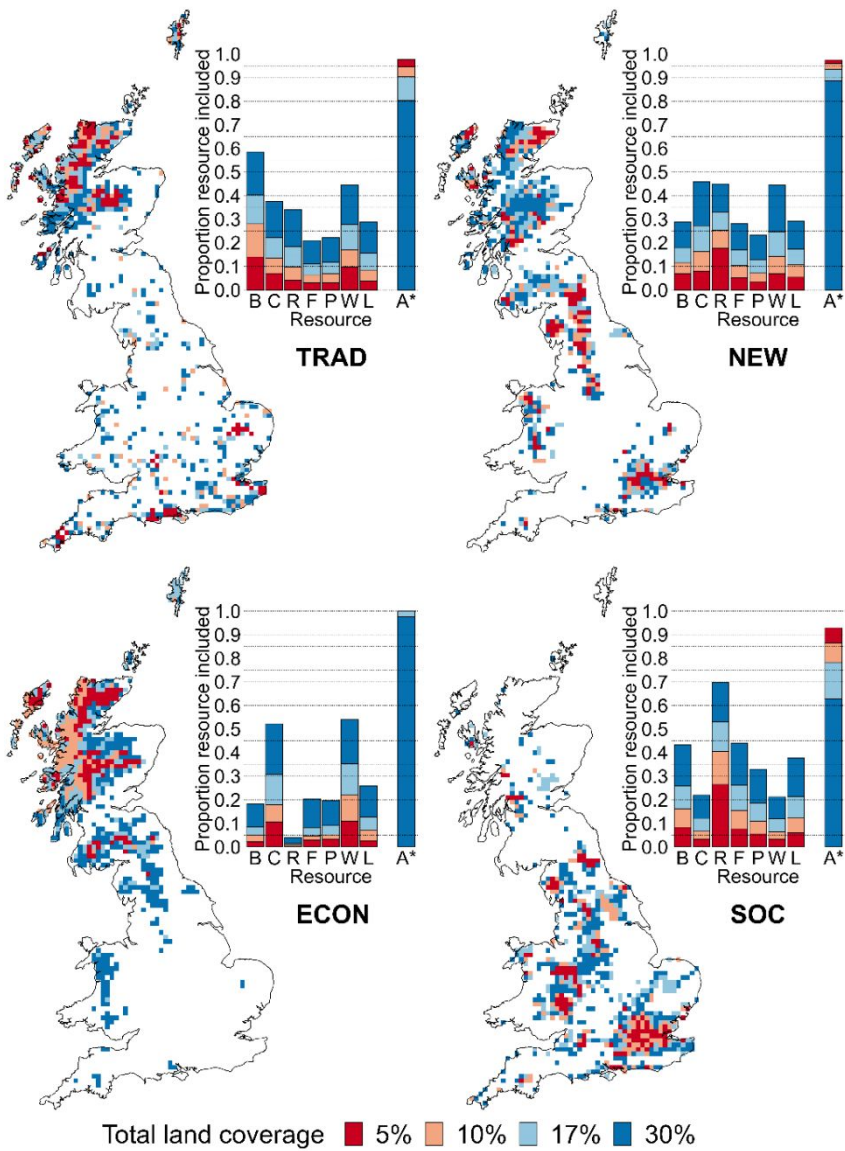 1.0
0.9
0.8
0.7
0.6
0.5
0.4
0.3
0.2
0.1
0.0
Proportion resource included
B C R F P W L A*
Resource
TRAD
1.0
0.9
0.8
0.7
0.6
0.5
0.4
0.3
0.2
0.1
0.0
Proportion resource included
B C R F P W L A*
Resource
NEW
1.0
0.9
0.8
0.7
0.6
0.5
0.4
0.3
0.2
0.1
0.0
Proportion resource included
B C R F P W L A*
Resource
ECON
1.0
0.9
0.8
0.7
0.6
0.5
0.4
0.3
0.2
0.1
0.0
Proportion resource included
B C R F P W L A*
Resource
SOC
Total land coverage 5% 10% 17% 30%